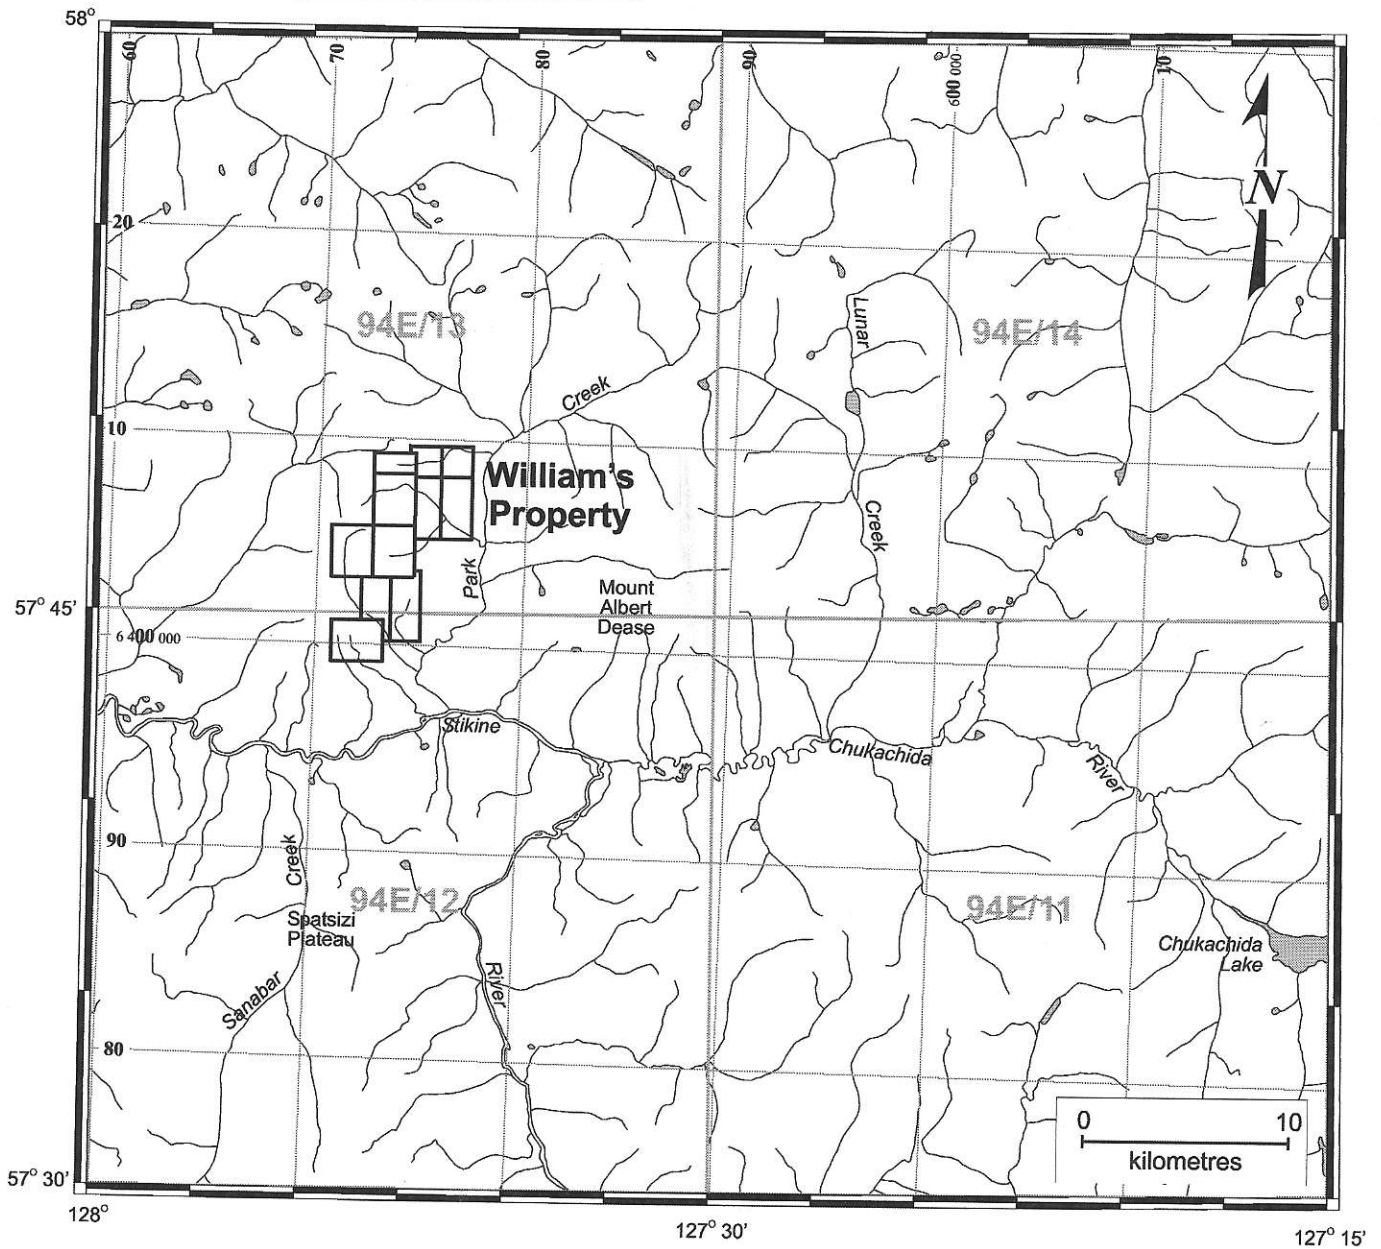 58°
60
70
80
90
600 000
10
N
20
94E/13
94E/14
Lunar
Creek
10
William's
Property
Creek
Park
Mount
Albert
Dease
57° 45'
6 400 000
Stikine
Chukachida
River
90
Creek
94E/12
94E/11
Spatsizi
Plateau
Chukachida
Lake
River
Sanabar
80
0 10
kilometres
57° 30'
128°
127° 30'
127° 15'